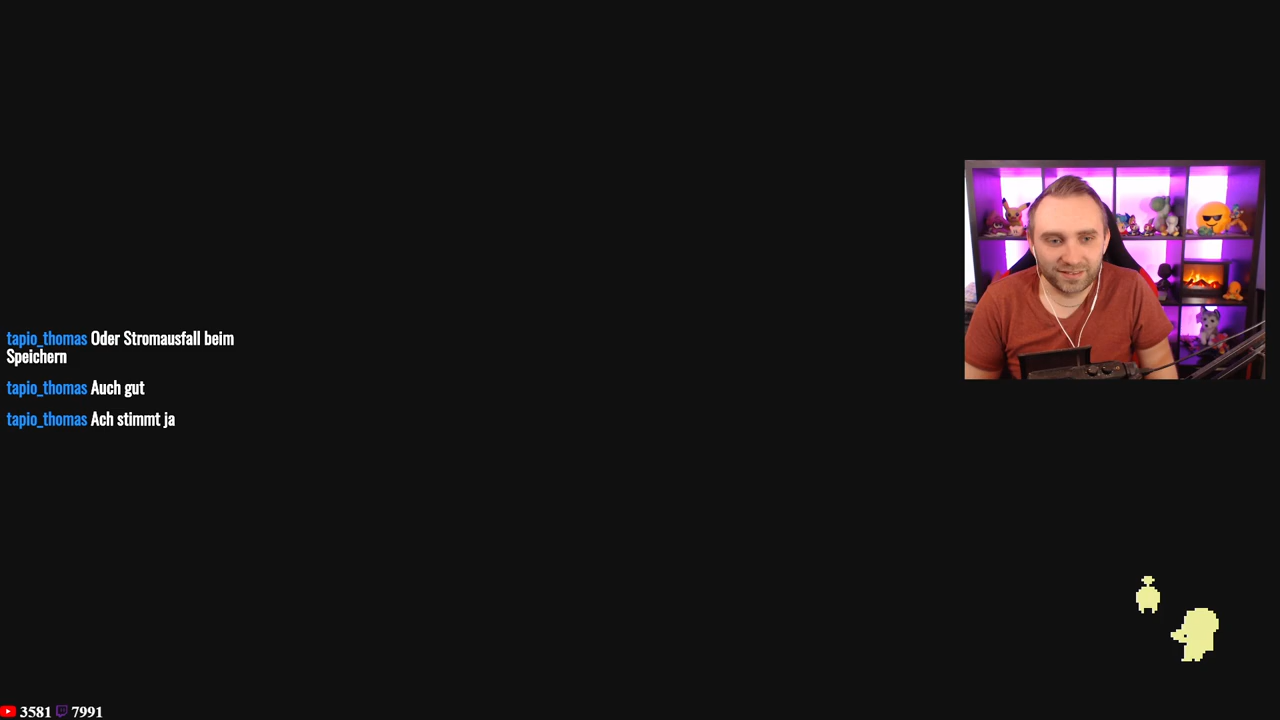 tapio_thomas Oder Stromausfall beim
Speichern
tapio_thomas Auch gut
tapio_thomas Ach stimmt ja
3581 7991